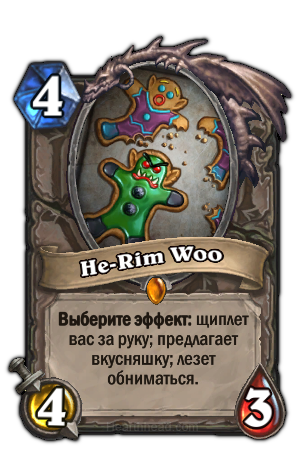 4
He-Rim Woo
Выберите эффект: щиплет
вас за руку; предлагает
вкусняшку; лезет
обниматься.
4
3